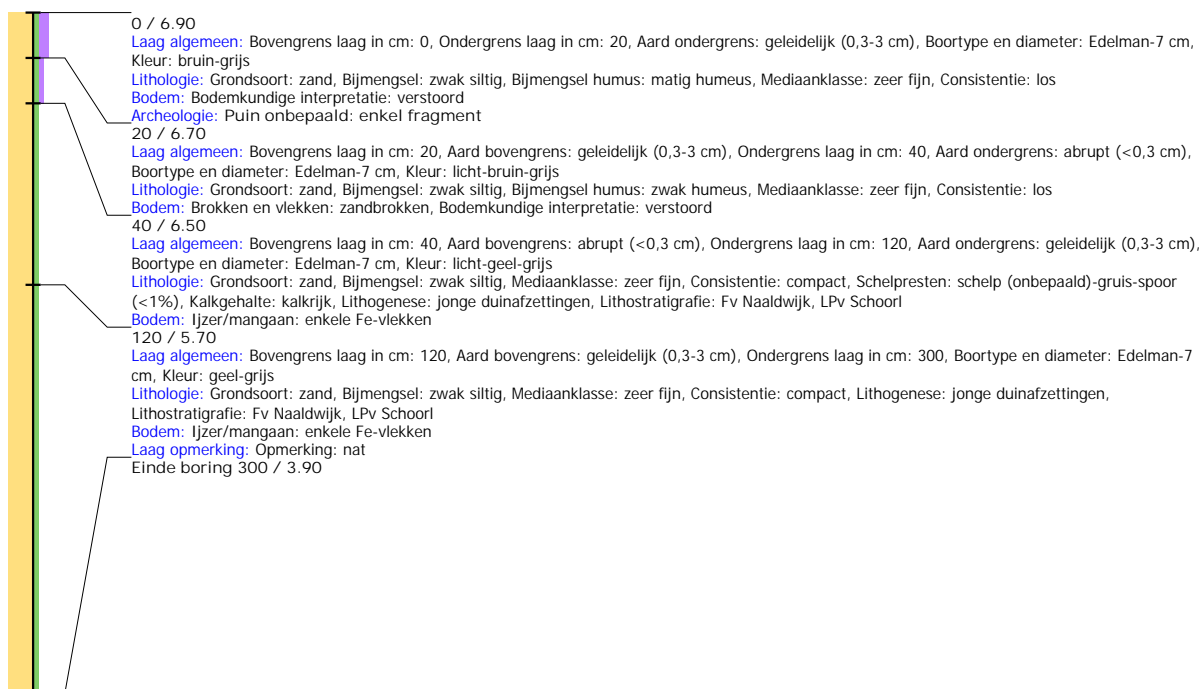 0 / 6.90
Laag algemeen: Bovengrens laag in cm: 0, Ondergrens laag in cm: 20, Aard ondergrens: geleidelijk (0,3-3 cm), Boortype en diameter: Edelman-7 cm,
Kleur: bruin-grijs
Lithologie: Grondsoort: zand, Bijmengsel: zwak siltig, Bijmengsel humus: matig humeus, Mediaanklasse: zeer fijn, Consistentie: los
Bodem: Bodemkundige interpretatie: verstoord
Archeologie: Puin onbepaald: enkel fragment
20 / 6.70
Laag algemeen: Bovengrens laag in cm: 20, Aard bovengrens: geleidelijk (0,3-3 cm), Ondergrens laag in cm: 40, Aard ondergrens: abrupt (<0,3 cm),
Boortype en diameter: Edelman-7 cm, Kleur: licht-bruin-grijs
Lithologie: Grondsoort: zand, Bijmengsel: zwak siltig, Bijmengsel humus: zwak humeus, Mediaanklasse: zeer fijn, Consistentie: los
Bodem: Brokken en vlekken: zandbrokken, Bodemkundige interpretatie: verstoord
40 / 6.50
Laag algemeen: Bovengrens laag in cm: 40, Aard bovengrens: abrupt (<0,3 cm), Ondergrens laag in cm: 120, Aard ondergrens: geleidelijk (0,3-3 cm),
Boortype en diameter: Edelman-7 cm, Kleur: licht-geel-grijs
Lithologie: Grondsoort: zand, Bijmengsel: zwak siltig, Mediaanklasse: zeer fijn, Consistentie: compact, Schelpresten: schelp (onbepaald)-gruis-spoor
(<1%), Kalkgehalte: kalkrijk, Lithogenese: jonge duinafzettingen, Lithostratigrafie: Fv Naaldwijk, LPv Schoorl
Bodem: Ijzer/mangaan: enkele Fe-vlekken
120 / 5.70
Laag algemeen: Bovengrens laag in cm: 120, Aard bovengrens: geleidelijk (0,3-3 cm), Ondergrens laag in cm: 300, Boortype en diameter: Edelman-7
cm, Kleur: geel-grijs
Lithologie: Grondsoort: zand, Bijmengsel: zwak siltig, Mediaanklasse: zeer fijn, Consistentie: compact, Lithogenese: jonge duinafzettingen,
Lithostratigrafie: Fv Naaldwijk, LPv Schoorl
Bodem: Ijzer/mangaan: enkele Fe-vlekken
Laag opmerking: Opmerking: nat
Einde boring 300 / 3.90